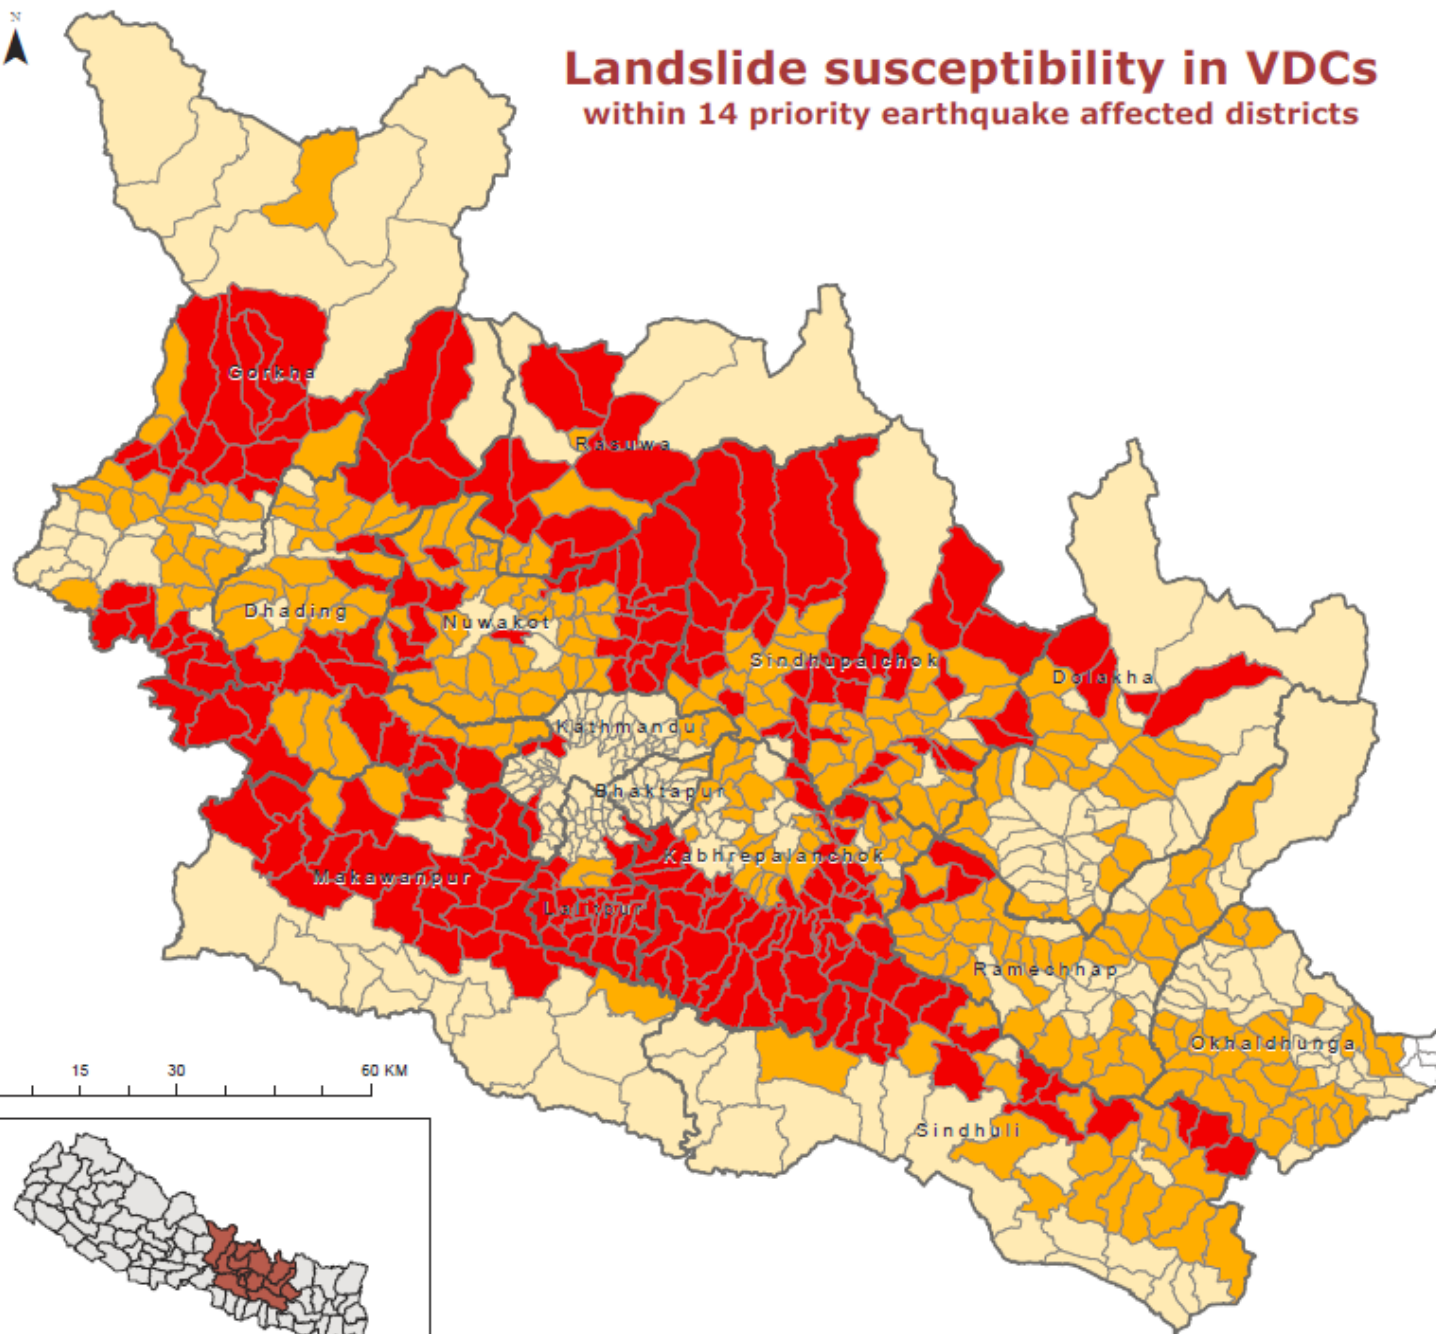 N
Landslide susceptibility in VDCs
within 14 priority earthquake affected districts
Gorkha
Rasuwa
Dhading
Nuwakot
Sindhupalchok
Dolakha
Kathmandu
Bhaktapur
Kabhrepalanchok
Makawanpur
Lalitpur
Ramechhap
Okhaldhunga
15 30 60 KM
Sindhuli